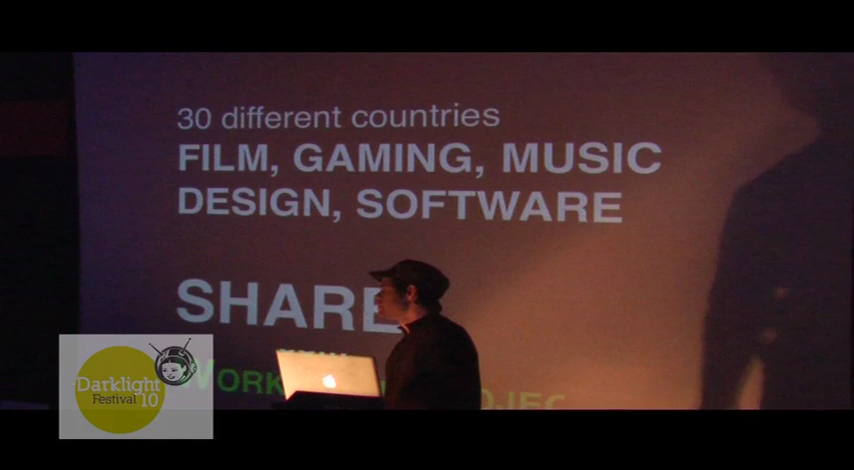 30 different countries
FILM, GAMING, MUSIC
DESIGN, SOFTWARE
SHARE
Darklight
Festival '10